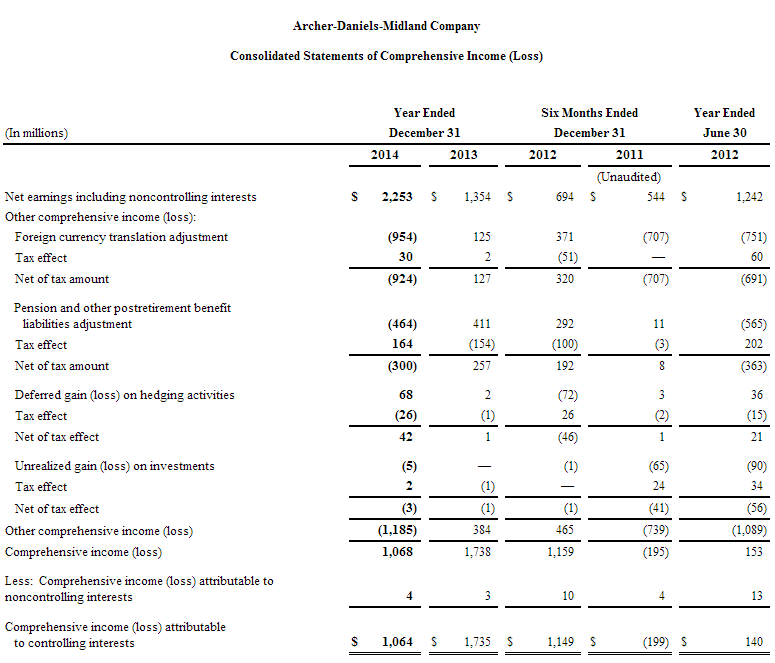 Archer-Daniels-Midland Company
Consolidated Statements of Comprehensive Income (Loss)
Year Ended Six Months Ended Year Ended
(In millions) December 31 December 31 June 30
2014 2013 2012 2011 2012
(Unaudited)
Net earnings including noncontrolling interests $ 2,253 $ 1,354 $ 694 $ 544 $ 1,242
Other comprehensive income (loss):
Foreign currency translation adjustment (954) 125 371 (707) (751)
Tax effect 30 2 (51) — 60
Net of tax amount (924) 127 320 (707) (691)
Pension and other postretirement benefit
liabilities adjustment (464) 411 292 11 (565)
Tax effect 164 (154) (100) (3) 202
Net of tax amount (300) 257 192 8 (363)
Deferred gain (loss) on hedging activities 68 2 (72) 3 36
Tax effect (26) (1) 26 (2) (15)
Net of tax effect 42 1 (46) 1 21
Unrealized gain (loss) on investments (5) — (1) (65) (90)
Tax effect 2 (1) — 24 34
Net of tax effect (3) (1) (1) (41) (56)
Other comprehensive income (loss) (1,185) 384 465 (739) (1,089)
Comprehensive income (loss) 1,068 1,738 1,159 (195) 153
Less: Comprehensive income (loss) attributable to
noncontrolling interests 4 3 10 4 13
Comprehensive income (loss) attributable
to controlling interests $ 1,064 $ 1,735 $ 1,149 $ (199) $ 140